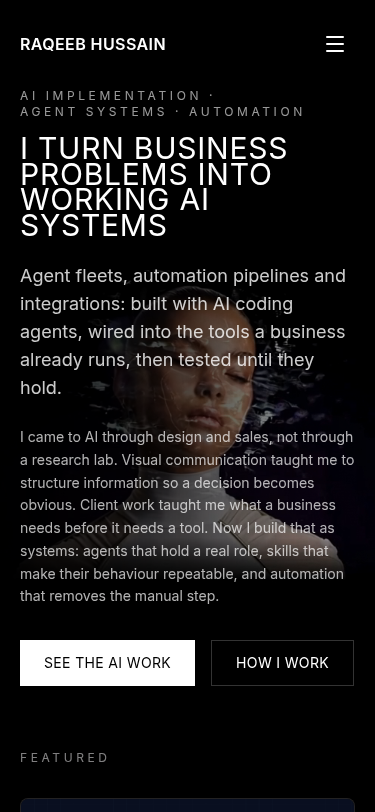 RAQEEB HUSSAIN
AI IMPLEMENTATION ·
AGENT SYSTEMS · AUTOMATION
I TURN BUSINESS
PROBLEMS INTO
WORKING AI
SYSTEMS
Agent fleets, automation pipelines and
integrations: built with AI coding
agents, wired into the tools a business
already runs, then tested until they
hold.
I came to AI through design and sales, not through
a research lab. Visual communication taught me to
structure information so a decision becomes
obvious. Client work taught me what a business
needs before it needs a tool. Now I build that as
systems: agents that hold a real role, skills that
make their behaviour repeatable, and automation
that removes the manual step.
SEE THE AI WORK
HOW I WORK
FEATURED